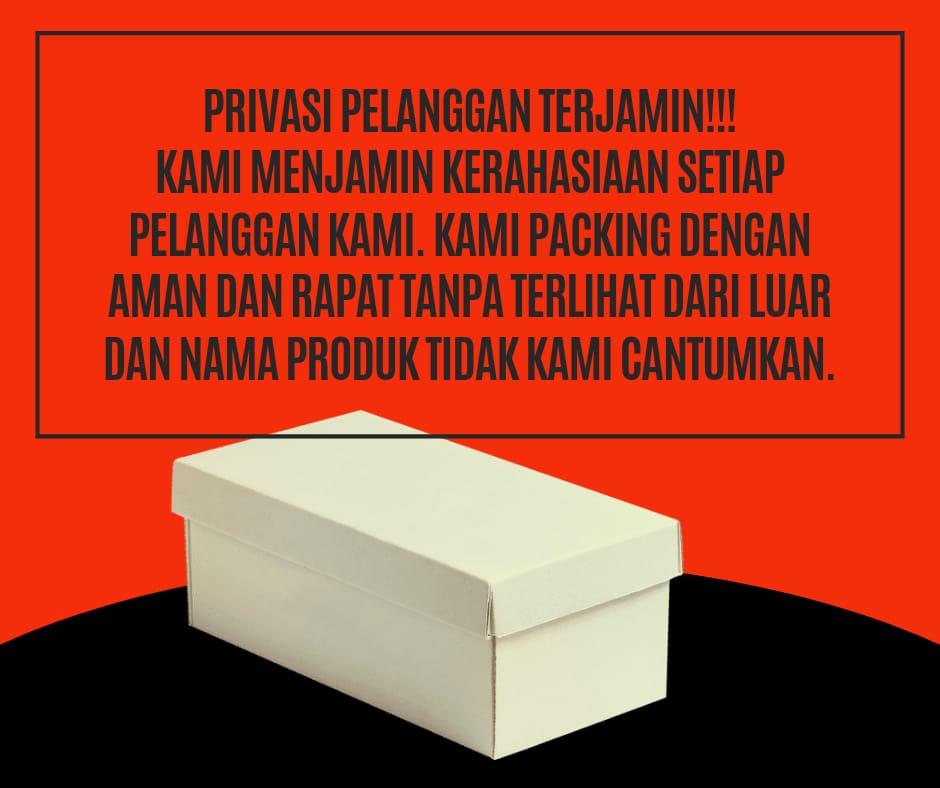 PRIVASI PELANGGAN TERJAMIN!!!
KAMI MENJAMIN KERAHASIAAN SETIAP
PELANGGAN KAMI. KAMI PACKING DENGAN
AMAN DAN RAPAT TANPA TERLIHAT DARI LUAR
DAN NAMA PRODUK TIDAK KAMI CANTUMKAN.